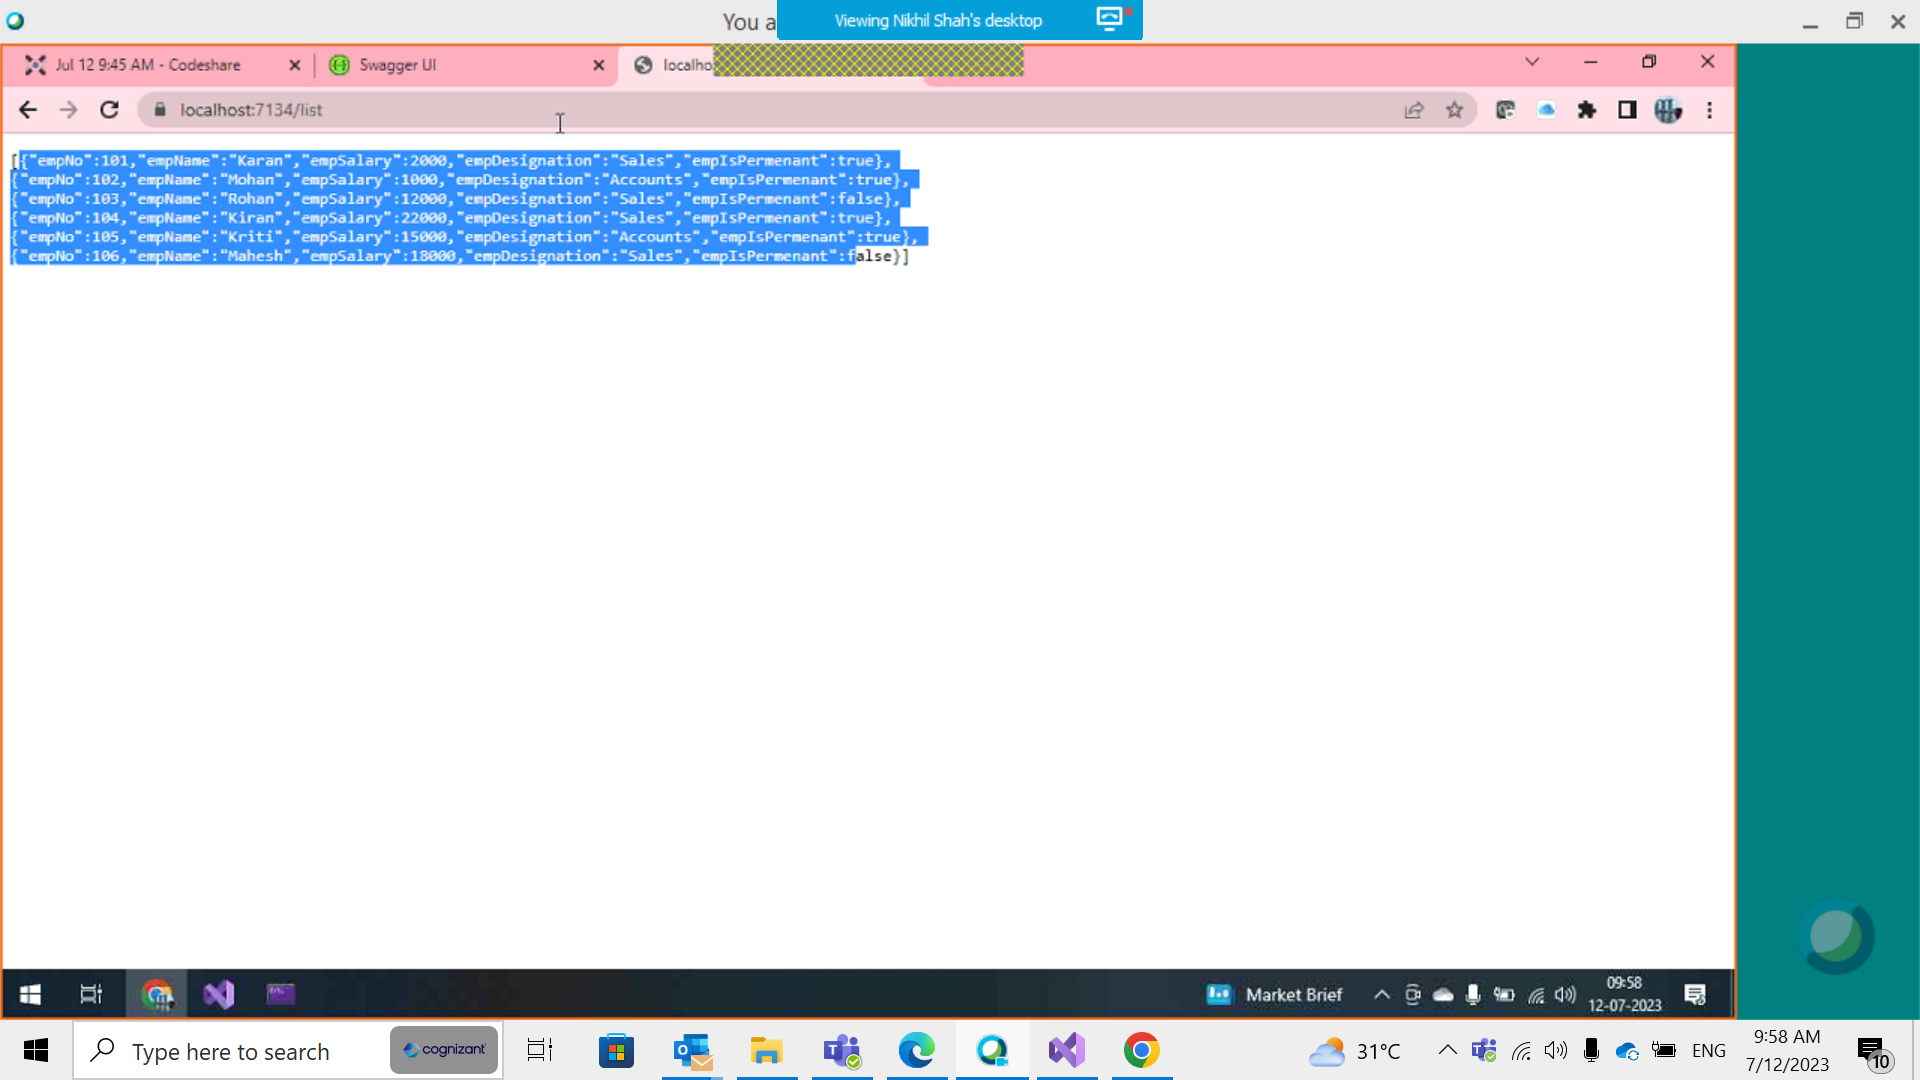 You a
Viewing Nikhil Shah's desktop
Jul 12 9:45 AM - Codeshare
Swagger UI
localho
localhost:7134/list
[{"empNo":101,"empName":"Karan","empSalary":2000,"empDesignation":"Sales","empIsPermenant":true},
{"empNo":102,"empName":"Mohan","empSalary":1000,"empDesignation":"Accounts","empIsPermenant":true},
{"empNo":103,"empName":"Rohan","empSalary":12000,"empDesignation":"Sales","empIsPermenant":false},
{"empNo":104,"empName":"Kiran","empSalary":22000,"empDesignation":"Sales","empIsPermenant":true},
{"empNo":105,"empName":"Kriti","empSalary":15000,"empDesignation":"Accounts","empIsPermenant":true},
{"empNo":106,"empName":"Mahesh","empSalary":18000,"empDesignation":"Sales","empIsPermenant":false}]
Market Brief
09:58
12-07-2023
Type here to search
cognizant
31°C
ENG
9:58 AM
7/12/2023
10